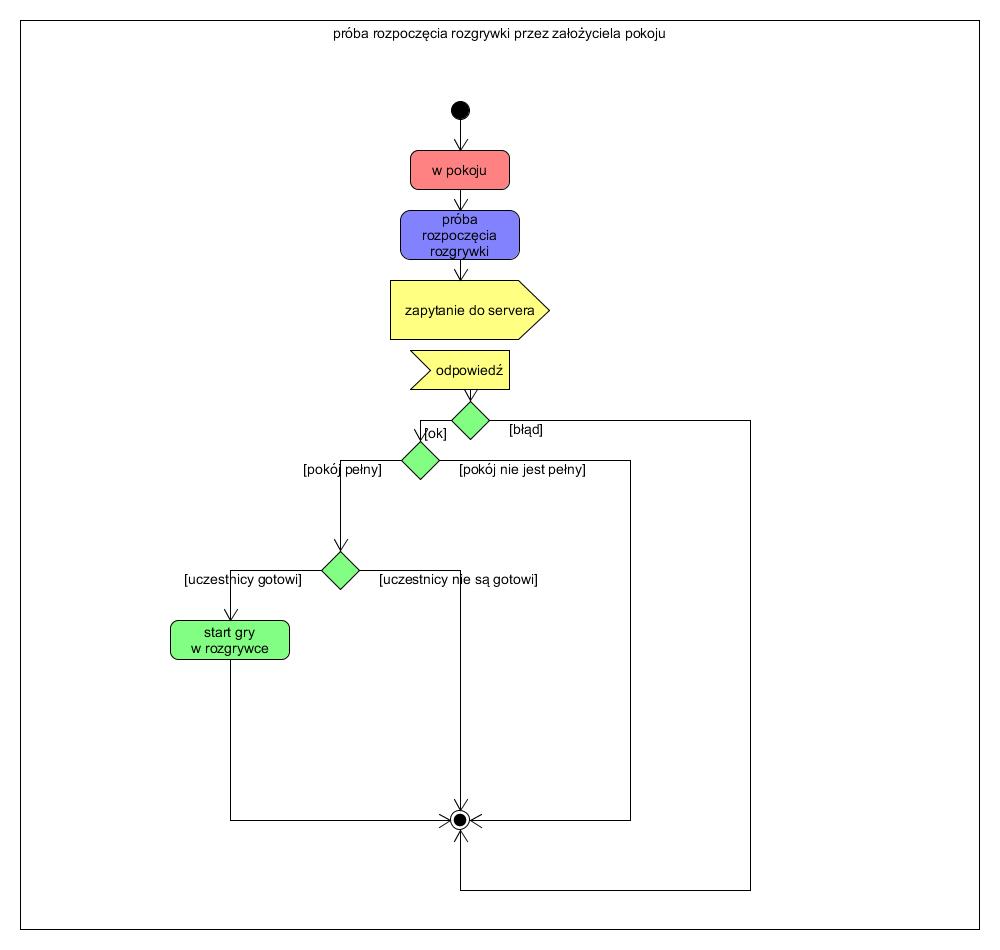 próba rozpoczęcia rozgrywki przez założyciela pokoju
w pokoju
próba
rozpoczęcia
rozgrywki
zapytanie do servera
odpowiedź
[ok]
[błąd]
[pokój pełny]
[pokój nie jest pełny]
[uczestnicy gotowi]
[uczestnicy nie są gotowi]
start gry
w rozgrywce